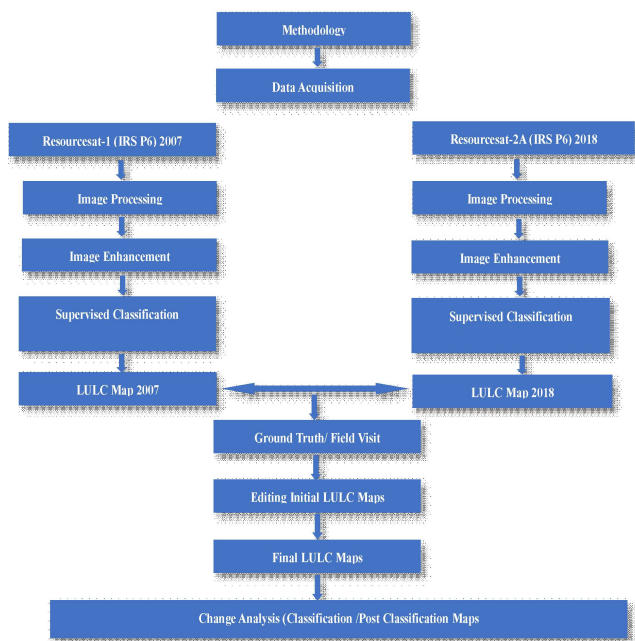 Methodology
Data Acquisition
Resourcesat-1 (IRS P6) 2007
Resourcesat-2A (IRS P6) 2018
Image Processing
Image Processing
Image Enhancement
Image Enhancement
Supervised Classification
Supervised Classification
LULC Map 2007
LULC Map 2018
Ground Truth/ Field Visit
Editing Initial LULC Maps
Final LULC Maps
Change Analysis (Classification /Post Classification Maps